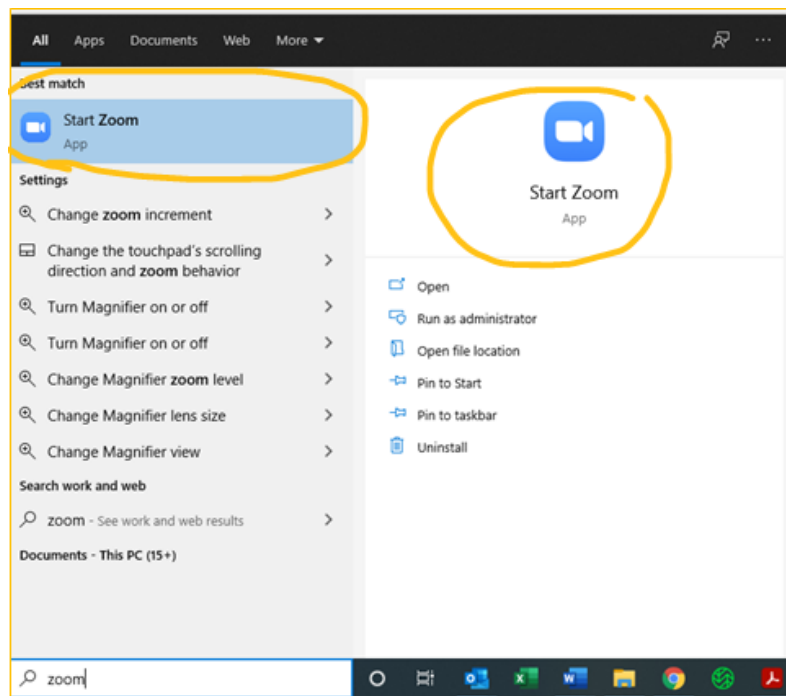 All Apps Documents Web More
Best match
Start Zoom
App
Settings
Change zoom increment
Change the touchpad's scrolling
direction and zoom behavior
Turn Magnifier on or off
Turn Magnifier on or off
Change Magnifier zoom level
Change Magnifier lens size
Change Magnifier view
Search work and web
zoom - See work and web results
Documents - This PC (15+)
Start Zoom
App
Open
Run as administrator
Open file location
Pin to Start
Pin to taskbar
Uninstall
zoom